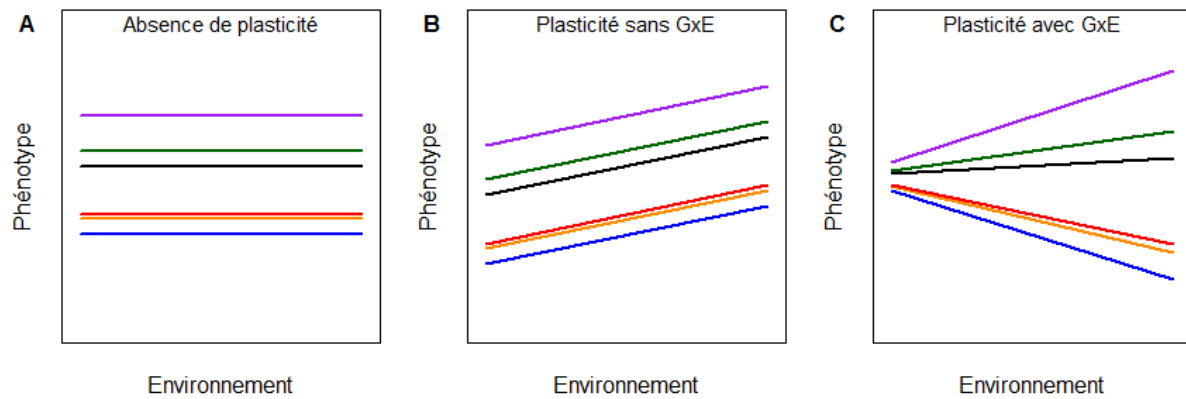 A
Absence de plasticité
Phénotype
Environnement
B
Plasticité sans GxE
Phénotype
Environnement
C
Plasticité avec GxE
Phénotype
Environnement